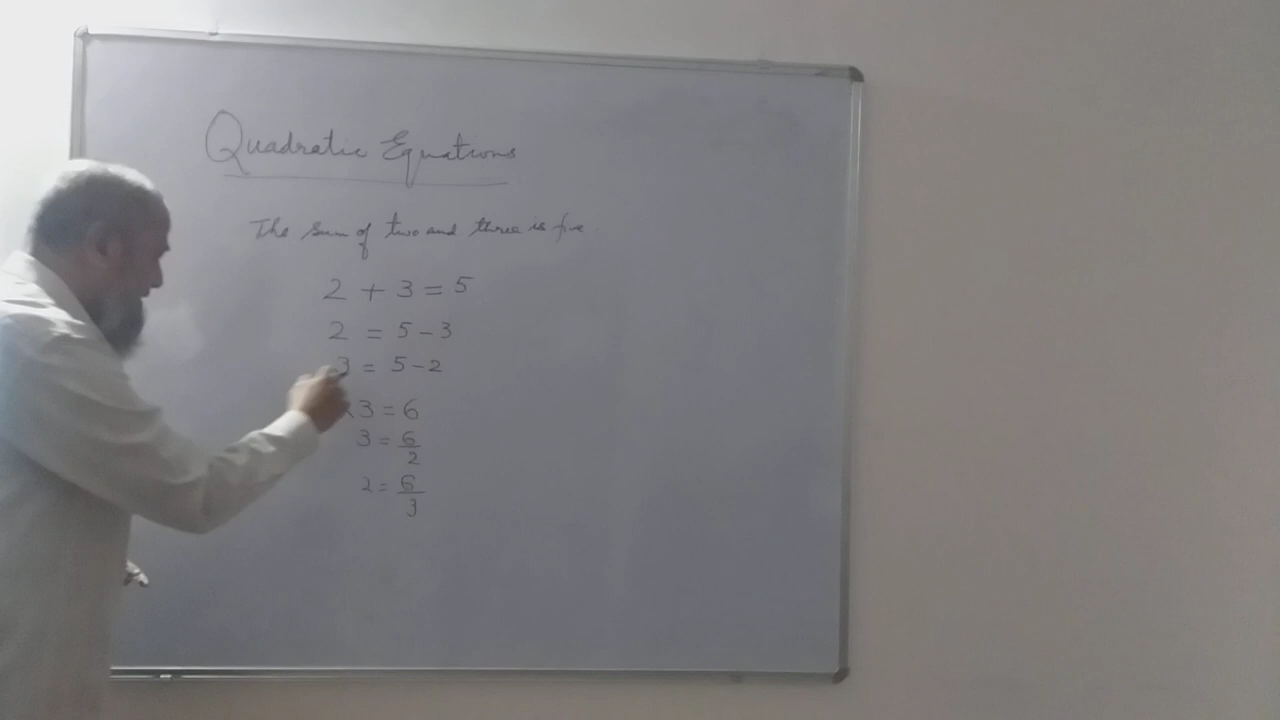 Quadratic Equations
The sum of two and three is five.
2 + 3 = 5
2 = 5 - 3
3 = 5 - 2
3 = 6
3 = 6/2
2 = 6/3